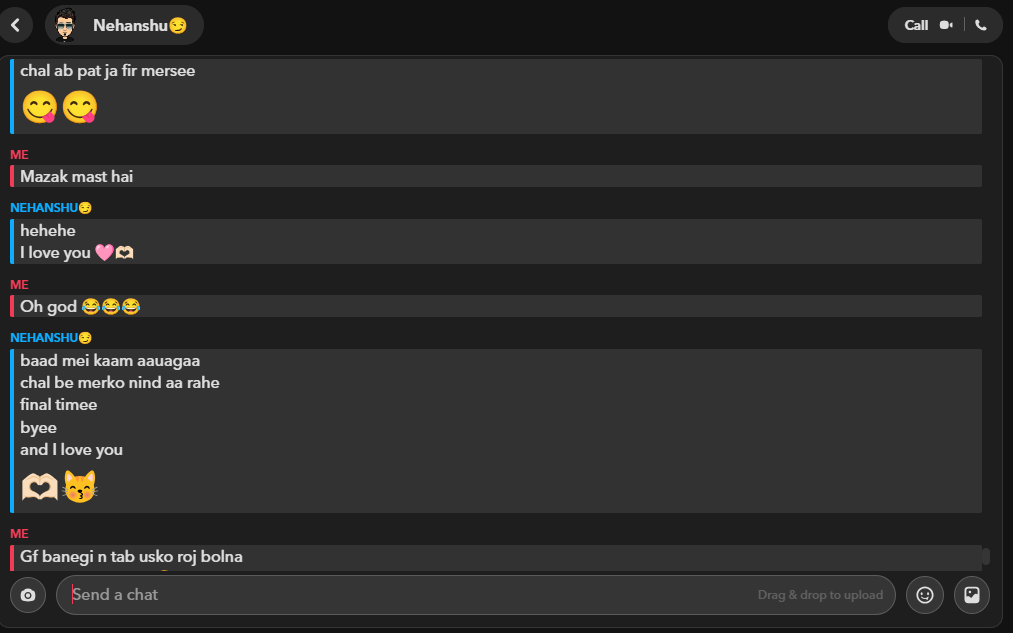 Nehanshu😏
Call
chal ab pat ja fir mersee
😋😋
ME
Mazak mast hai
NEHANSHU😏
hehehe
I love you 🩷🫶🏻
ME
Oh god 😂😂😂
NEHANSHU😏
baad mei kaam aauagaa
chal be merko nind aa rahe
final timee
byee
and I love you
🫶🏻😽
ME
Gf banegi n tab usko roj bolna
Send a chat
Drag & drop to upload